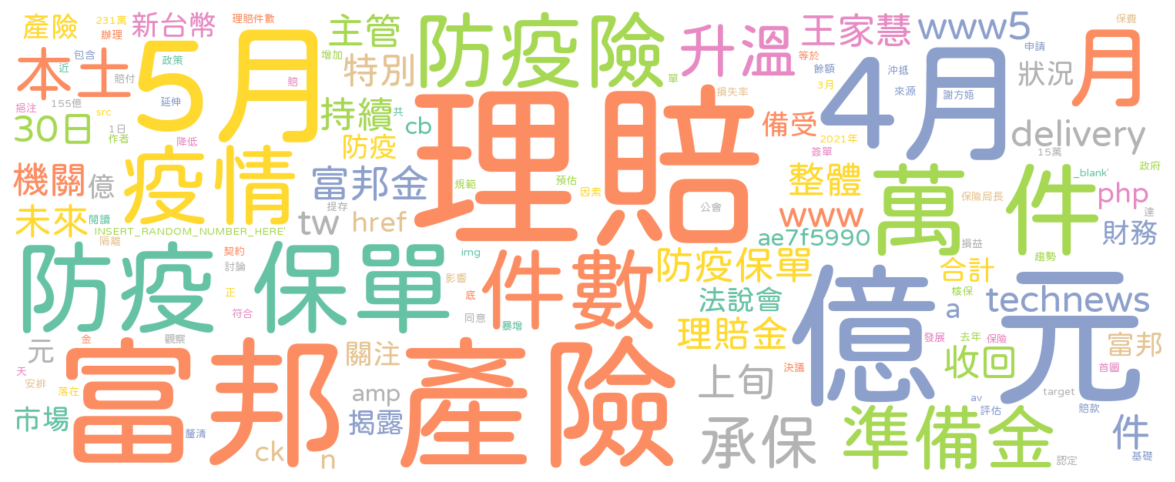 產險
231萬
辦理
新台幣
理賠件數
主管
防疫險
升溫
王家慧
www5
保費
月
本土
近
包含
賠付
政策
5月
增加
特別
賠
單
等於
餘額
沖抵
4月
申請
狀況
挹注
155億
src
延伸
持續
共
理賠
損失率
3月
來源
謝方娪
30日
1日
作者
降低
cb
備受
2021年
簽單
delivery
15萬
機關
億
疫情
防疫
富邦金
規範
預估
因素
整體
萬件
_blank'
政府
php
未來
閱讀
提存
tw
href
公會
www
保險局長
達
財務
INSERT_RANDOM_NUMBER_HERE'
隔離
ae7f5990
損益
趨勢
防疫
契約
討論
保單
影響
img
件數
防疫保單
合計
正
符合
底
同意
暴增
法說會
億元
核保
technews
元
金
觀察
理賠金
a
發展
去年
保險
富邦
天
安排
落在
富邦產險
關注
決議
收回
首圖
amp
上旬
av
評估
target
賠款
市場
釐清
揭露
承保
準備金
件
ck
n
認定
基礎